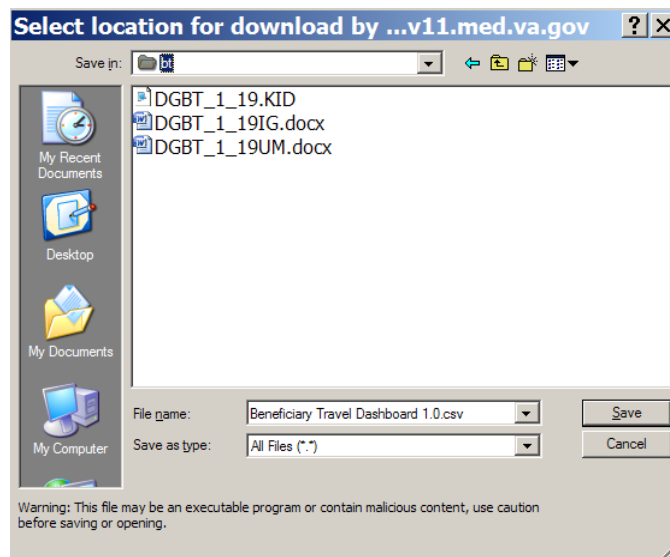 Select location for download by ...v11.med.va.gov
Save in:
bt
DGBT_1_19.KID
DGBT_1_19IG.docx
DGBT_1_19UM.docx
My Recent
Documents
Desktop
My Documents
My Computer
File name:
Beneficiary Travel Dashboard 1.0.csv
Save
Save as type:
All Files (*.*)
Cancel
Warning: This file may be an executable program or contain malicious content, use caution
before saving or opening.